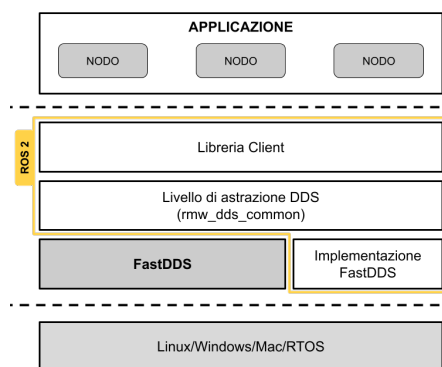 APPLICAZIONE
NODO
NODO
NODO
ROS 2
Libreria Client
Livello di astrazione DDS
(rmw_dds_common)
FastDDS
Implementazione
FastDDS
Linux/Windows/Mac/RTOS